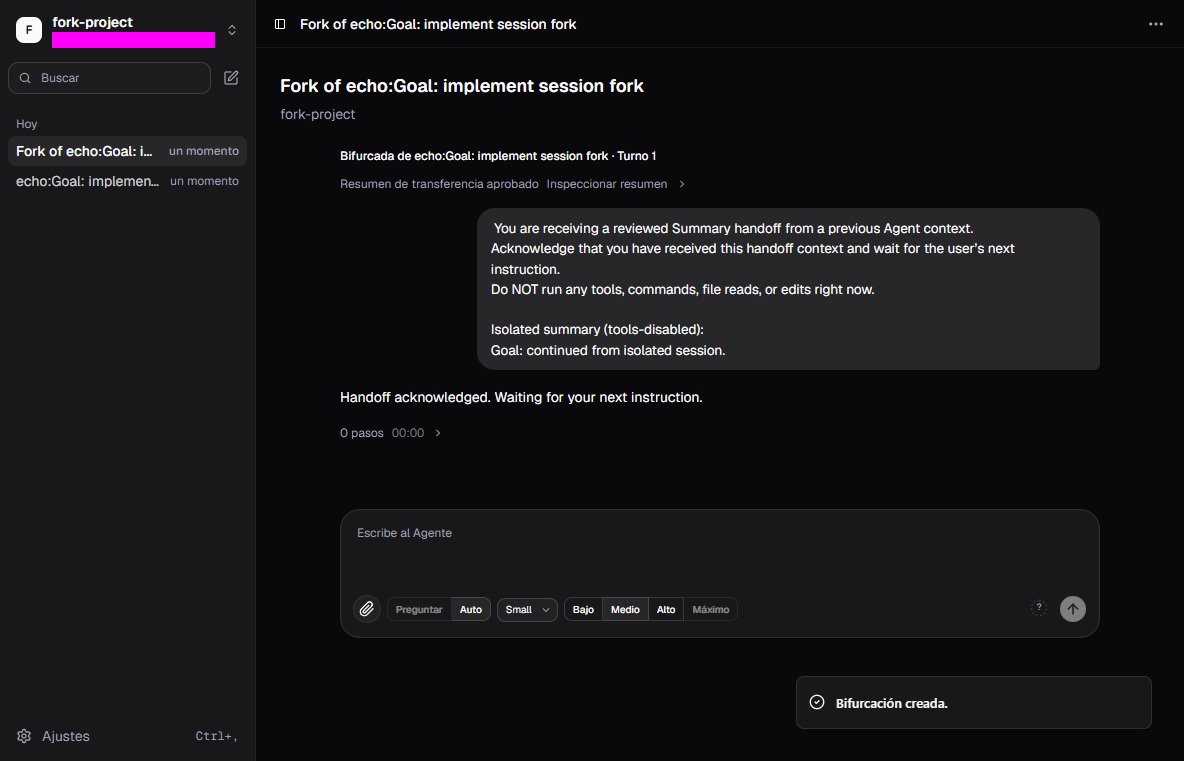 F
fork-project
Buscar
Hoy
Fork of echo:Goal: i... un momento
echo:Goal: implemen... un momento
Ajustes Ctrl+,
Fork of echo:Goal: implement session fork
Fork of echo:Goal: implement session fork
fork-project
Bifurcada de echo:Goal: implement session fork · Turno 1
Resumen de transferencia aprobado Inspeccionar resumen
You are receiving a reviewed Summary handoff from a previous Agent context.
Acknowledge that you have received this handoff context and wait for the user's next
instruction.
Do NOT run any tools, commands, file reads, or edits right now.
Isolated summary (tools-disabled):
Goal: continued from isolated session.
Handoff acknowledged. Waiting for your next instruction.
0 pasos 00:00
Escribe al Agente
Preguntar Auto Small Bajo Medio Alto Máximo ?
Bifurcación creada.